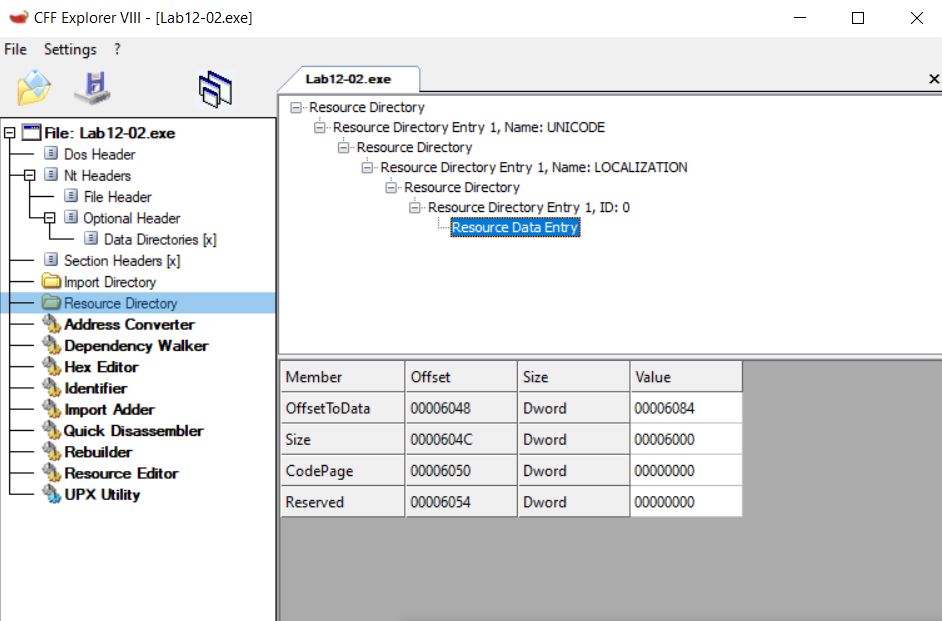 CFF Explorer VIII - [Lab12-02.exe]
File Settings ?
Lab12-02.exe
File: Lab12-02.exe
Dos Header
Nt Headers
File Header
Optional Header
Data Directories [x]
Section Headers [x]
Import Directory
Resource Directory
Address Converter
Dependency Walker
Hex Editor
Identifier
Import Adder
Quick Disassembler
Rebuilder
Resource Editor
UPX Utility
Resource Directory
Resource Directory Entry 1, Name: UNICODE
Resource Directory
Resource Directory Entry 1, Name: LOCALIZATION
Resource Directory
Resource Directory Entry 1, ID: 0
Resource Data Entry
Member Offset Size Value
OffsetToData 00006048 Dword 00006084
Size 0000604C Dword 00006000
CodePage 00006050 Dword 00000000
Reserved 00006054 Dword 00000000